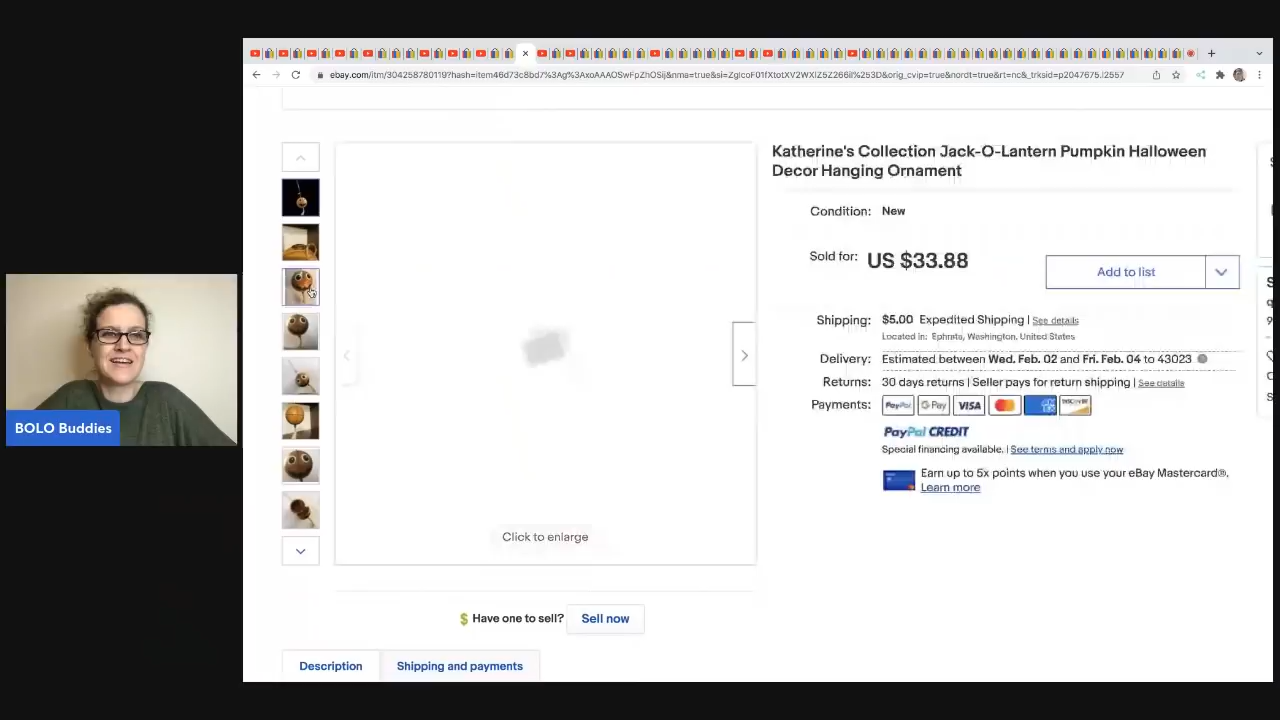 Katherine's Collection Jack-O-Lantern Pumpkin Halloween
Decor Hanging Ornament
Condition: New
Sold for: US $33.88
Add to list
Shipping: $5.00 Expedited Shipping | See details
Located in: Ephrata, Washington, United States
Delivery: Estimated between Wed. Feb. 02 and Fri. Feb. 04 to 43023
Returns: 30 days returns | Seller pays for return shipping | See details
Payments: PayPal G Pay VISA
PayPal CREDIT
Special financing available. | See terms and apply now
Earn up to 5x points when you use your eBay Mastercard®.
Learn more
BOLO Buddies
Click to enlarge
$ Have one to sell? Sell now
Description
Shipping and payments